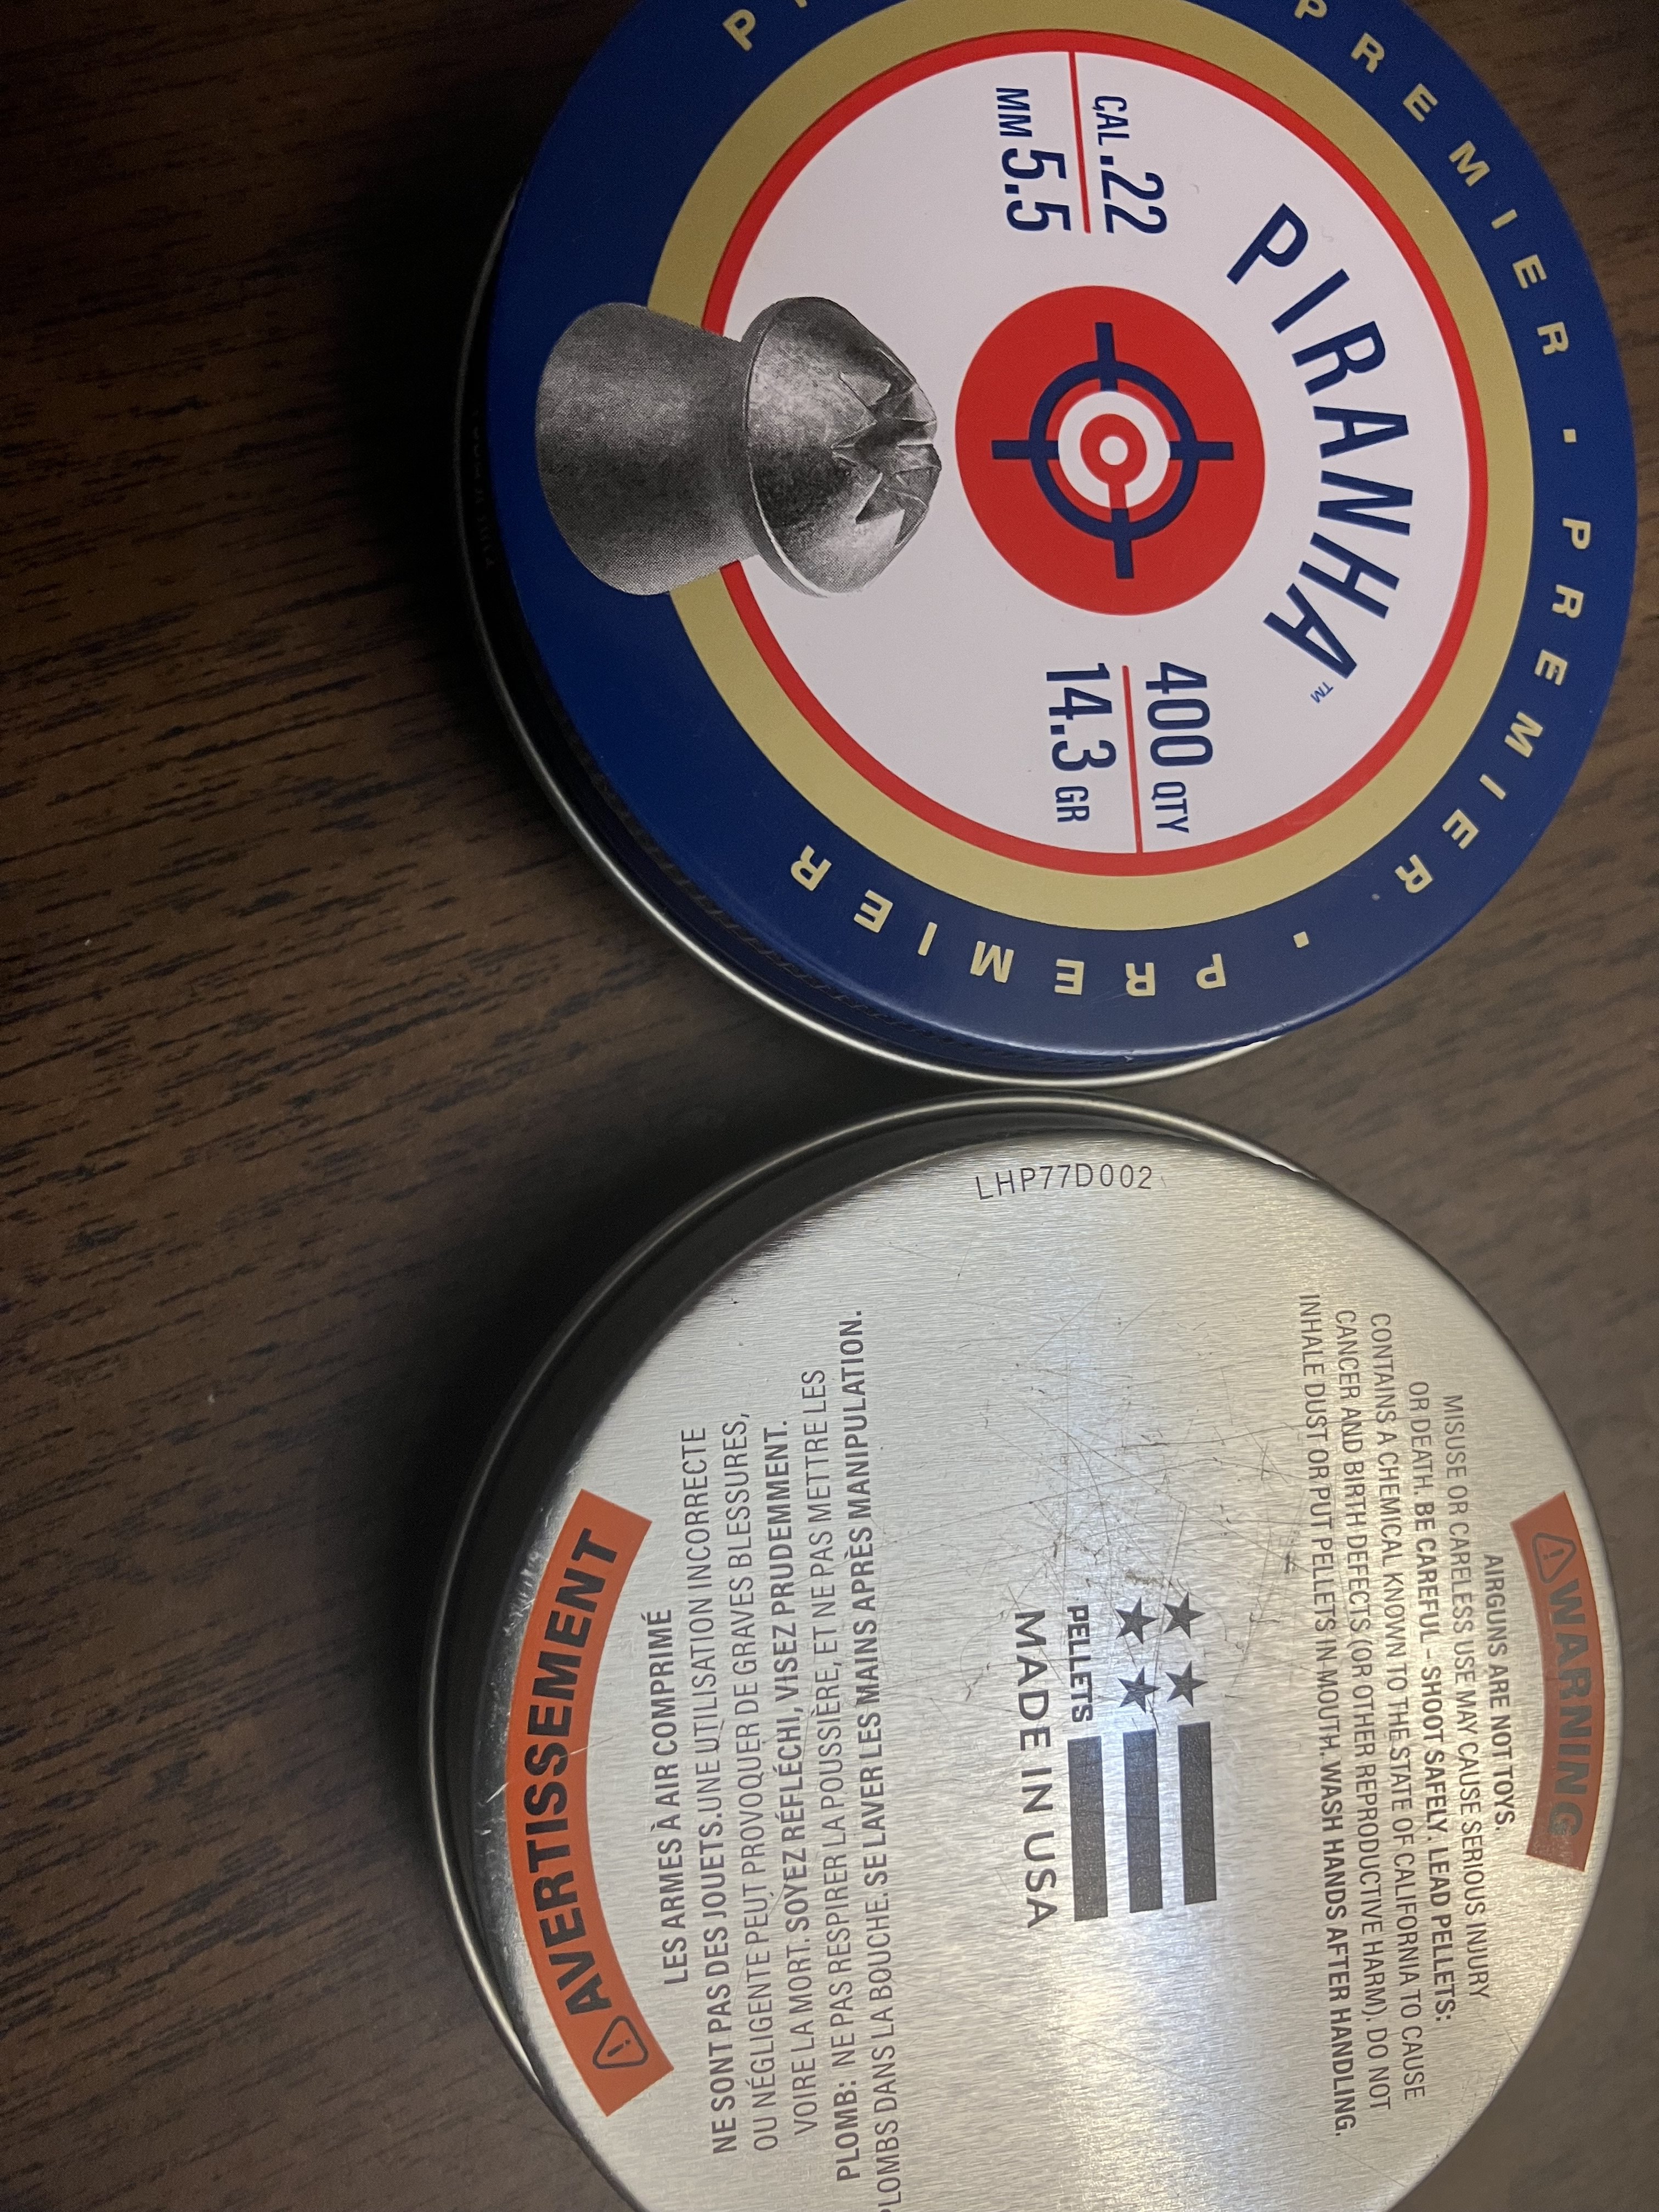 PREMIER · PREMIER · PREMIER
PIRANHA™
CAL .22
MM 5.5
400 QTY
14.3 GR
LHP77D002
⚠WARNING
AIRGUNS ARE NOT TOYS
MISUSE OR CARELESS USE MAY CAUSE SERIOUS INJURY
OR DEATH. BE CAREFUL – SHOOT SAFELY. LEAD PELLETS:
CONTAINS A CHEMICAL KNOWN TO THE STATE OF CALIFORNIA TO CAUSE
CANCER AND BIRTH DEFECTS (OR OTHER REPRODUCTIVE HARM). DO NOT
INHALE DUST OR PUT PELLETS IN MOUTH. WASH HANDS AFTER HANDLING.
PELLETS
MADE IN USA
LES ARMES À AIR COMPRIMÉ
NE SONT PAS DES JOUETS. UNE UTILISATION INCORRECTE
OU NÉGLIGENTE PEUT PROVOQUER DE GRAVES BLESSURES,
VOIRE LA MORT. SOYEZ RÉFLÉCHI, VISEZ PRUDEMMENT.
PLOMB: NE PAS RESPIRER LA POUSSIÈRE, ET NE PAS METTRE LES
PLOMBS DANS LA BOUCHE. SE LAVER LES MAINS APRÈS MANIPULATION.
⚠AVERTISSEMENT